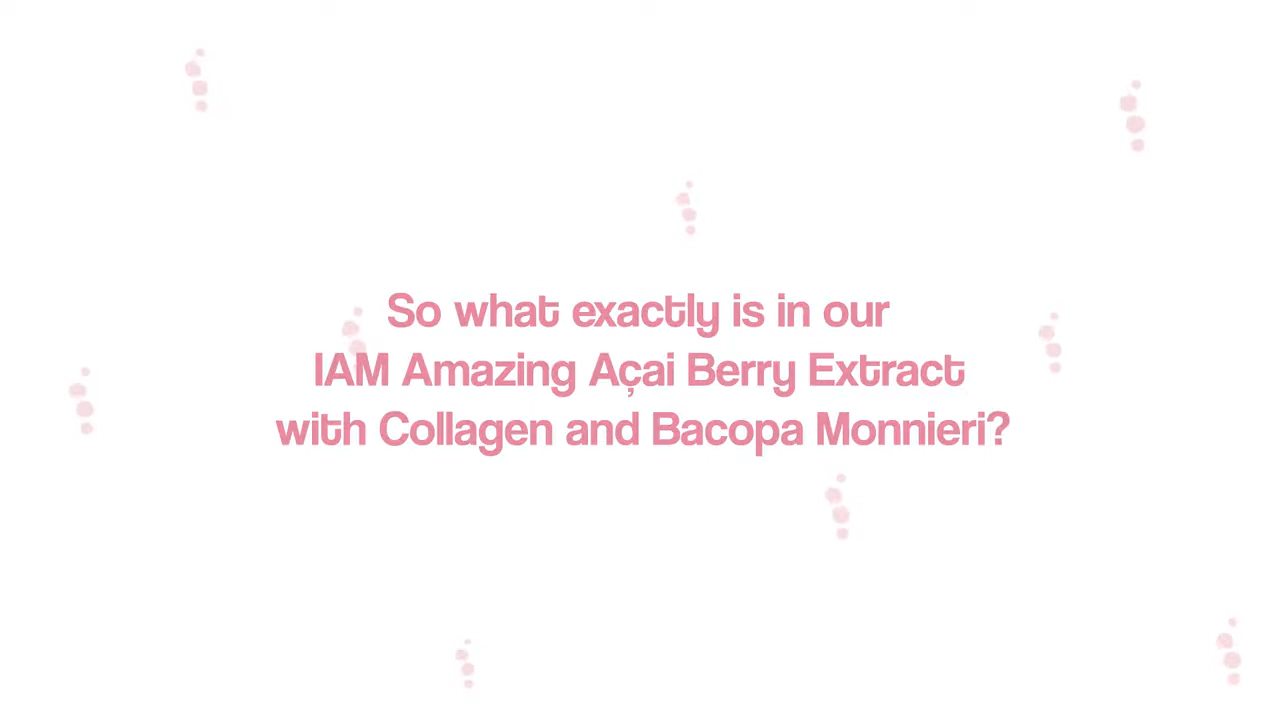 So what exactly is in our
IAM Amazing Açai Berry Extract
with Collagen and Bacopa Monnieri?